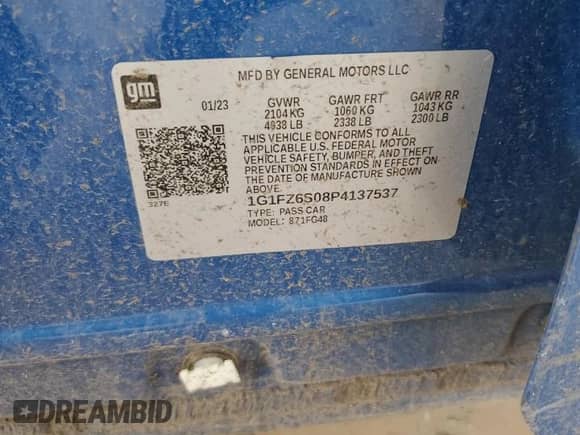 gm
MFD BY GENERAL MOTORS LLC
01/23 GVWR GAWR FRT GAWR RR
2104 KG 1060 KG 1043 KG
4638 LB 2338 LB 2300 LB
THIS VEHICLE CONFORMS TO ALL
APPLICABLE U.S. FEDERAL MOTOR
VEHICLE SAFETY, BUMPER, AND THEFT
PREVENTION STANDARDS IN EFFECT ON
THE DATE OF MANUFACTURE SHOWN
ABOVE.
327E
1G1FZ6S08P4137537
TYPE: PASS CAR
MODEL: 871FG48
DREAMBID